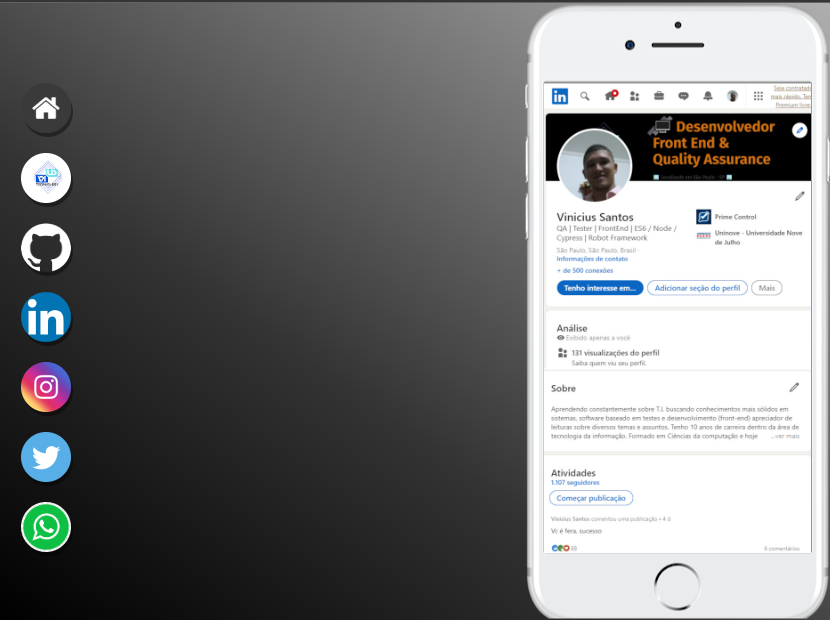 Seja contratado
mais rápido. Ten
Premium livre.
Desenvolvedor
Front End &
Quality Assurance
Vinicius Santos
QA | Tester | FrontEnd | ES6 / Node /
Cypress | Robot Framework
São Paulo, São Paulo, Brasil ·
Informações de contato
+ de 500 conexões
Prime Control
Uninove - Universidade Nove
de Julho
Tenho interesse em...
Adicionar seção do perfil
Mais
Análise
Exibido apenas a você
131 visualizações do perfil
Saiba quem viu seu perfil.
Sobre
Aprendendo constantemente sobre T.I. buscando conhecimentos mais sólidos em
sistemas, software baseado em testes e desenvolvimento (front-end) apreciador de
leituras sobre diversos temas e assuntos. Tenho 10 anos de carreira dentro da área de
tecnologia da informação. Formado em Ciências da computação e hoje ...ver mais
Atividades
1.107 seguidores
Começar publicação
Vinicius Santos comentou uma publicação • 4 d
Vc é fera, sucesso
38
6 comentários